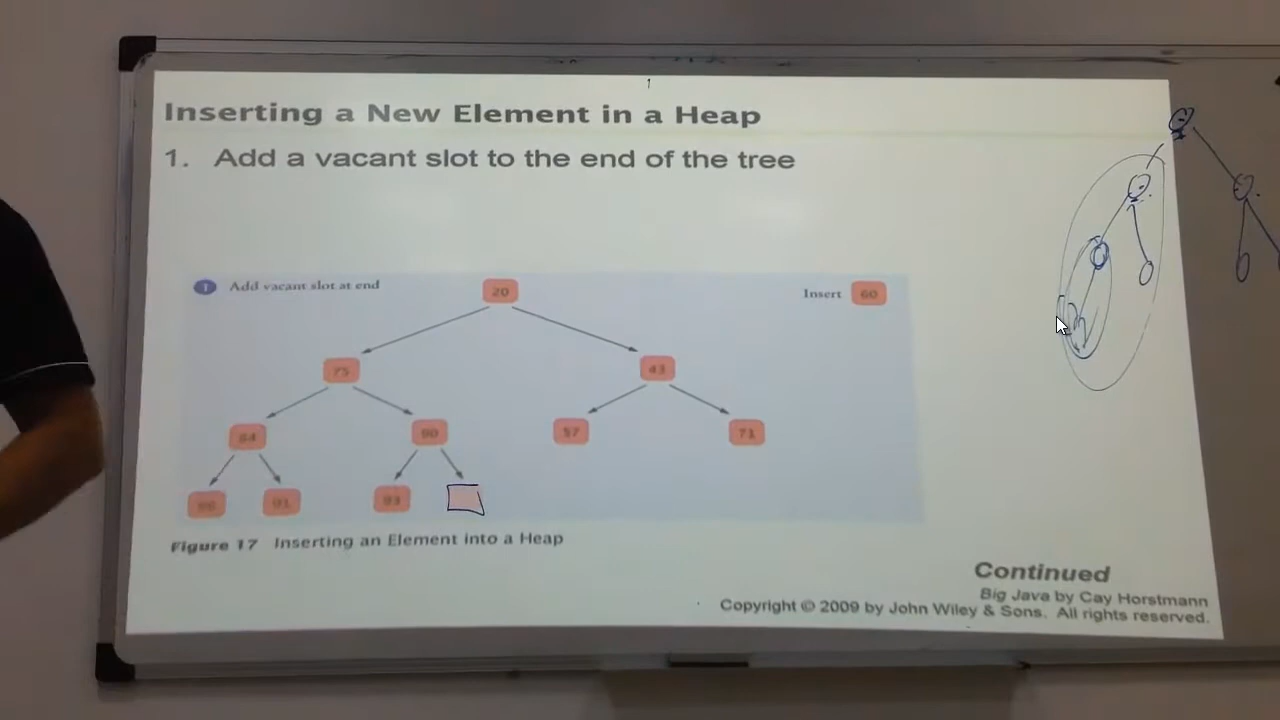 Inserting a New Element in a Heap
1. Add a vacant slot to the end of the tree
1 Add vacant slot at end
20
Insert 60
75
43
84
90
57
71
91
93
Figure 17 Inserting an Element into a Heap
Continued
Big Java by Cay Horstmann
Copyright © 2009 by John Wiley & Sons. All rights reserved.